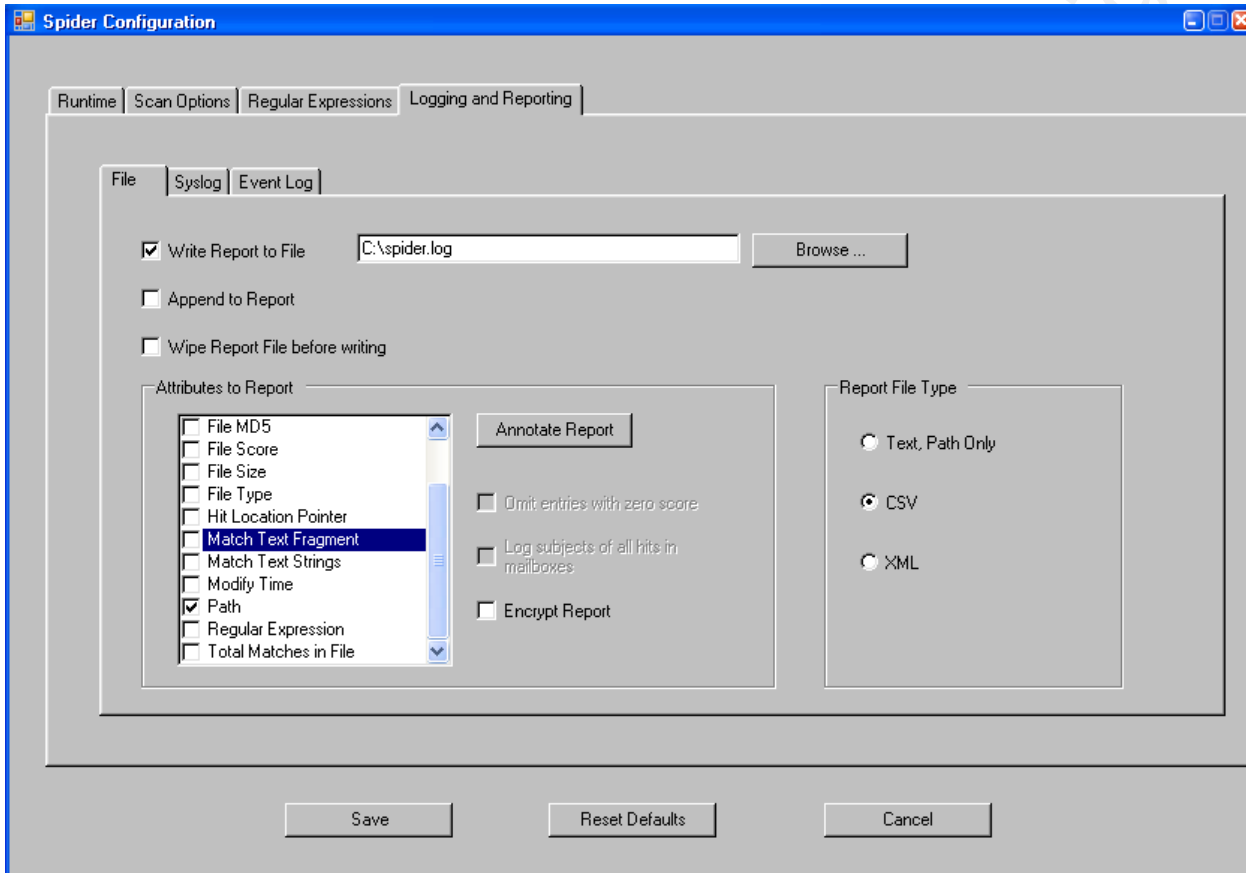 Spider Configuration
Runtime Scan Options Regular Expressions Logging and Reporting
File Syslog Event Log
Write Report to File C:\spider.log Browse ...
Append to Report
Wipe Report File before writing
Attributes to Report
File MD5
File Score
File Size
File Type
Hit Location Pointer
Match Text Fragment
Match Text Strings
Modify Time
Path
Regular Expression
Total Matches in File
Annotate Report
Omit entries with zero score
Log subjects of all hits in
mailboxes
Encrypt Report
Report File Type
Text, Path Only
CSV
XML
Save Reset Defaults Cancel